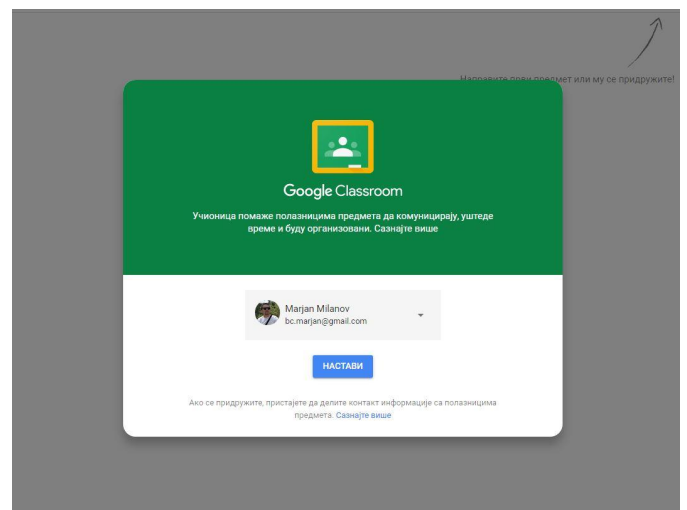 Направите први предмет или му се придружите!
Google Classroom
Учионица помаже полазницима предмета да комуницирају, уштеде
време и буду организовани. Сазнајте више
Marjan Milanov
bc.marjan@gmail.com
НАСТАВИ
Ако се придружите, пристајете да делите контакт информације са полазницима
предмета. Сазнајте више